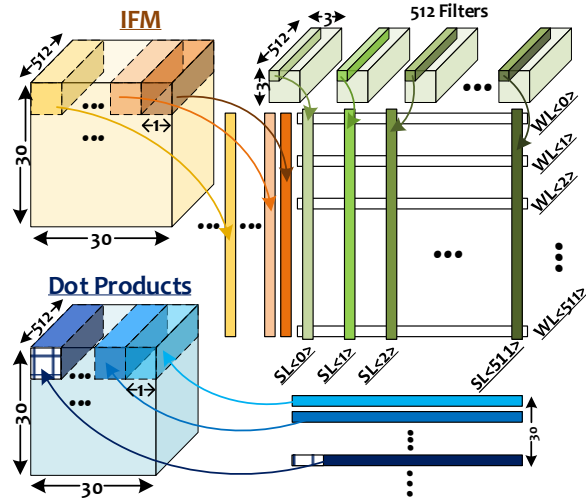 IFM
512
30
30
1
512 Filters
512
3
3
WL<0>
WL<1>
WL<2>
WL<511>
SL<0>
SL<1>
SL<2>
SL<511>
Dot Products
512
30
30
1
30